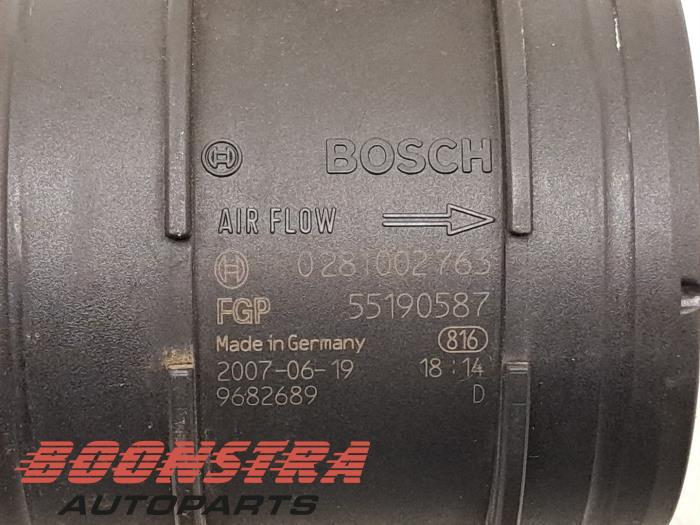 BOSCH
AIR FLOW
0281002763
FGP 55190587
Made in Germany 816
2007-06-19 18:14
9682689 D
BOONSTRA
AUTOPARTS